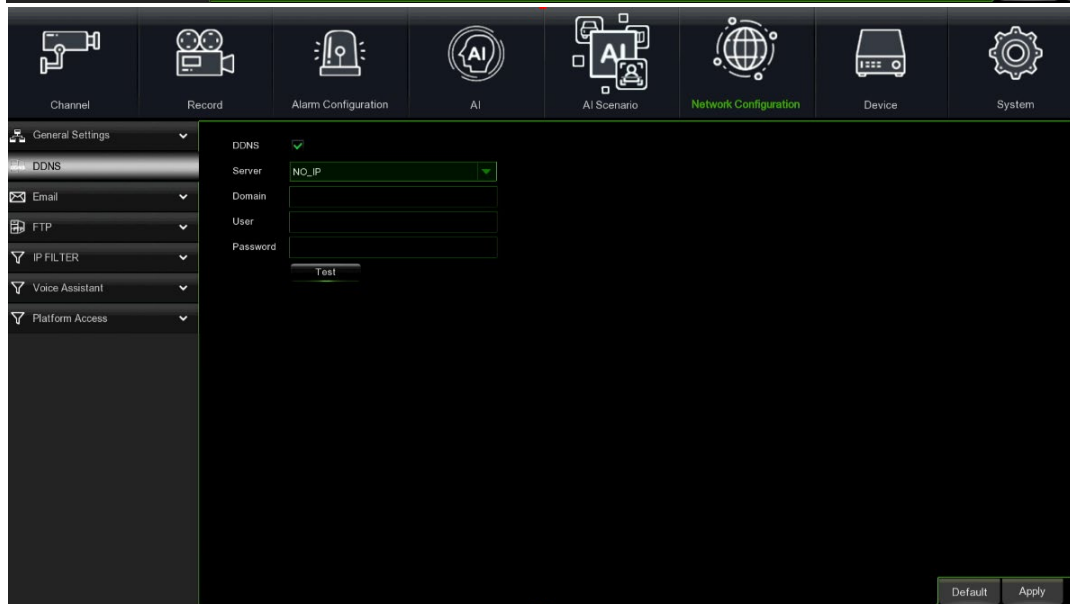 Channel Record Alarm Configuration AI AI Scenario Network Configuration Device System
General Settings
DDNS
Email
FTP
IP FILTER
Voice Assistant
Platform Access
DDNS
Server NO_IP
Domain
User
Password
Test
Default Apply